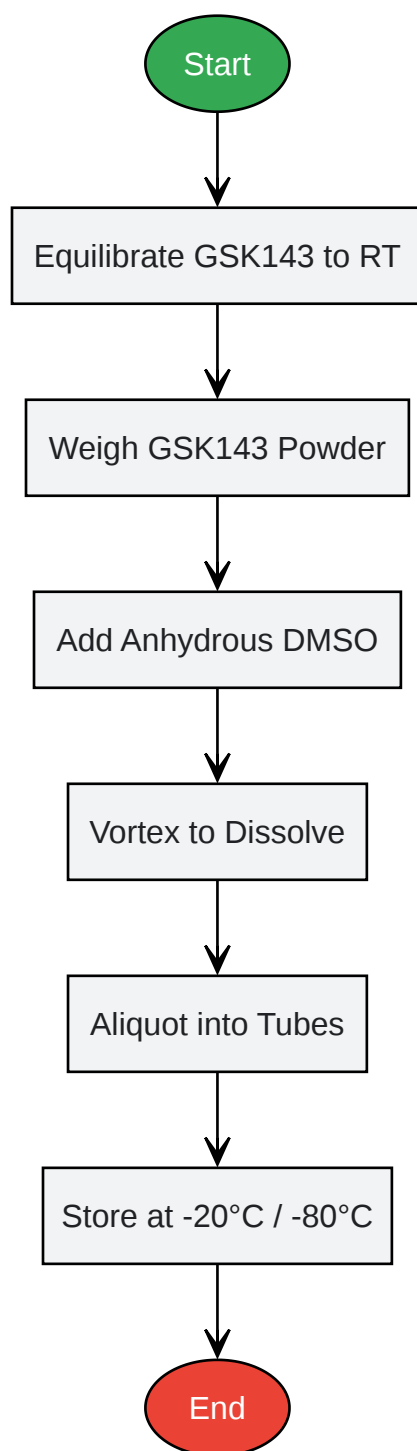 Start
Equilibrate GSK143 to RT
Weigh GSK143 Powder
Add Anhydrous DMSO
Vortex to Dissolve
Aliquot into Tubes
Store at -20°C / -80°C
End